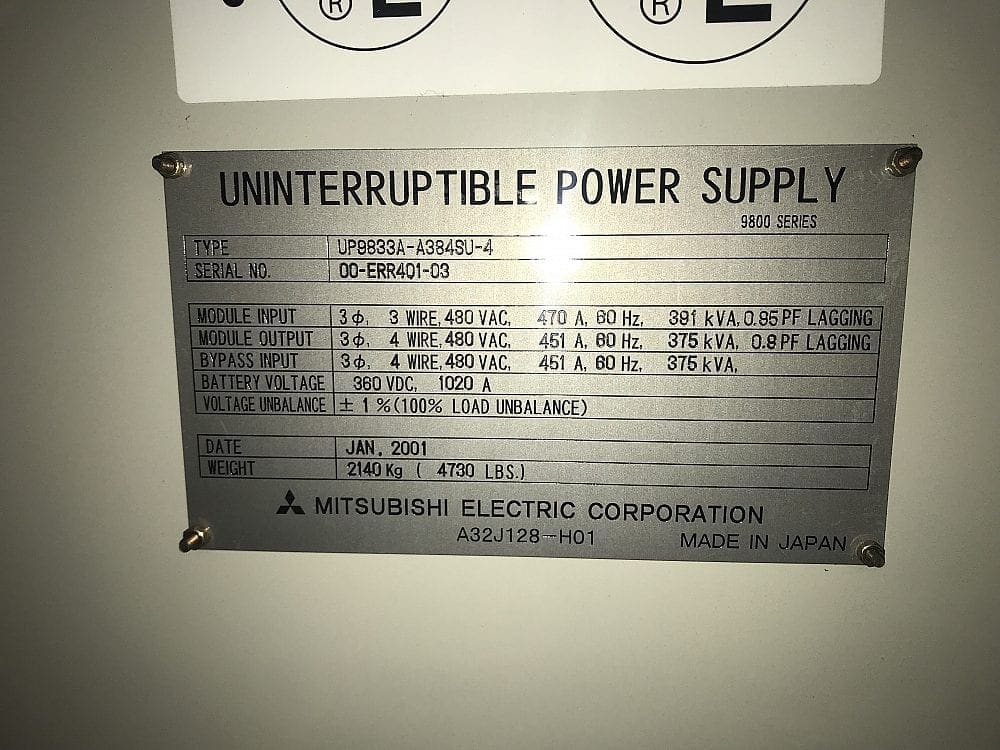 ® L ® L
UNINTERRUPTIBLE POWER SUPPLY
9800 SERIES
TYPE UP9833A-A384SU-4
SERIAL NO. 00-ERR401-03
MODULE INPUT 3φ, 3 WIRE, 480 VAC, 470 A, 60 Hz, 391 kVA, 0.95 PF LAGGING
MODULE OUTPUT 3φ, 4 WIRE, 480 VAC, 451 A, 60 Hz, 375 kVA, 0.8 PF LAGGING
BYPASS INPUT 3φ, 4 WIRE, 480 VAC, 451 A, 60 Hz, 375 kVA,
BATTERY VOLTAGE 360 VDC, 1020 A
VOLTAGE UNBALANCE ± 1 % (100% LOAD UNBALANCE)
DATE JAN, 2001
WEIGHT 2140 Kg ( 4730 LBS.)
MITSUBISHI ELECTRIC CORPORATION
A32J128-H01
MADE IN JAPAN